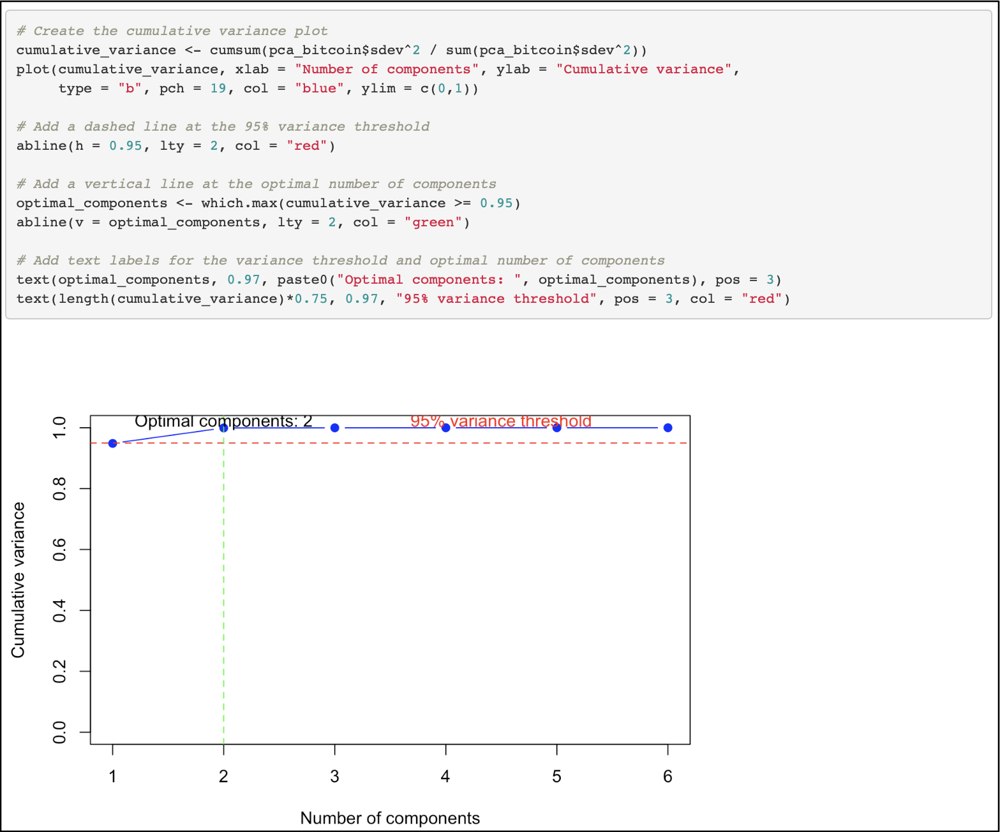 # Create the cumulative variance plot
cumulative_variance <- cumsum(pca_bitcoin$sdev^2 / sum(pca_bitcoin$sdev^2))
plot(cumulative_variance, xlab = "Number of components", ylab = "Cumulative variance",
     type = "b", pch = 19, col = "blue", ylim = c(0,1))
# Add a dashed line at the 95% variance threshold
abline(h = 0.95, lty = 2, col = "red")
# Add a vertical line at the optimal number of components
optimal_components <- which.max(cumulative_variance >= 0.95)
abline(v = optimal_components, lty = 2, col = "green")
# Add text labels for the variance threshold and optimal number of components
text(optimal_components, 0.97, paste0("Optimal components: ", optimal_components), pos = 3)
text(length(cumulative_variance)*0.75, 0.97, "95% variance threshold", pos = 3, col = "red")
Optimal components: 2
95% variance threshold
1.0
0.8
0.6
0.4
0.2
0.0
Cumulative variance
1 2 3 4 5 6
Number of components